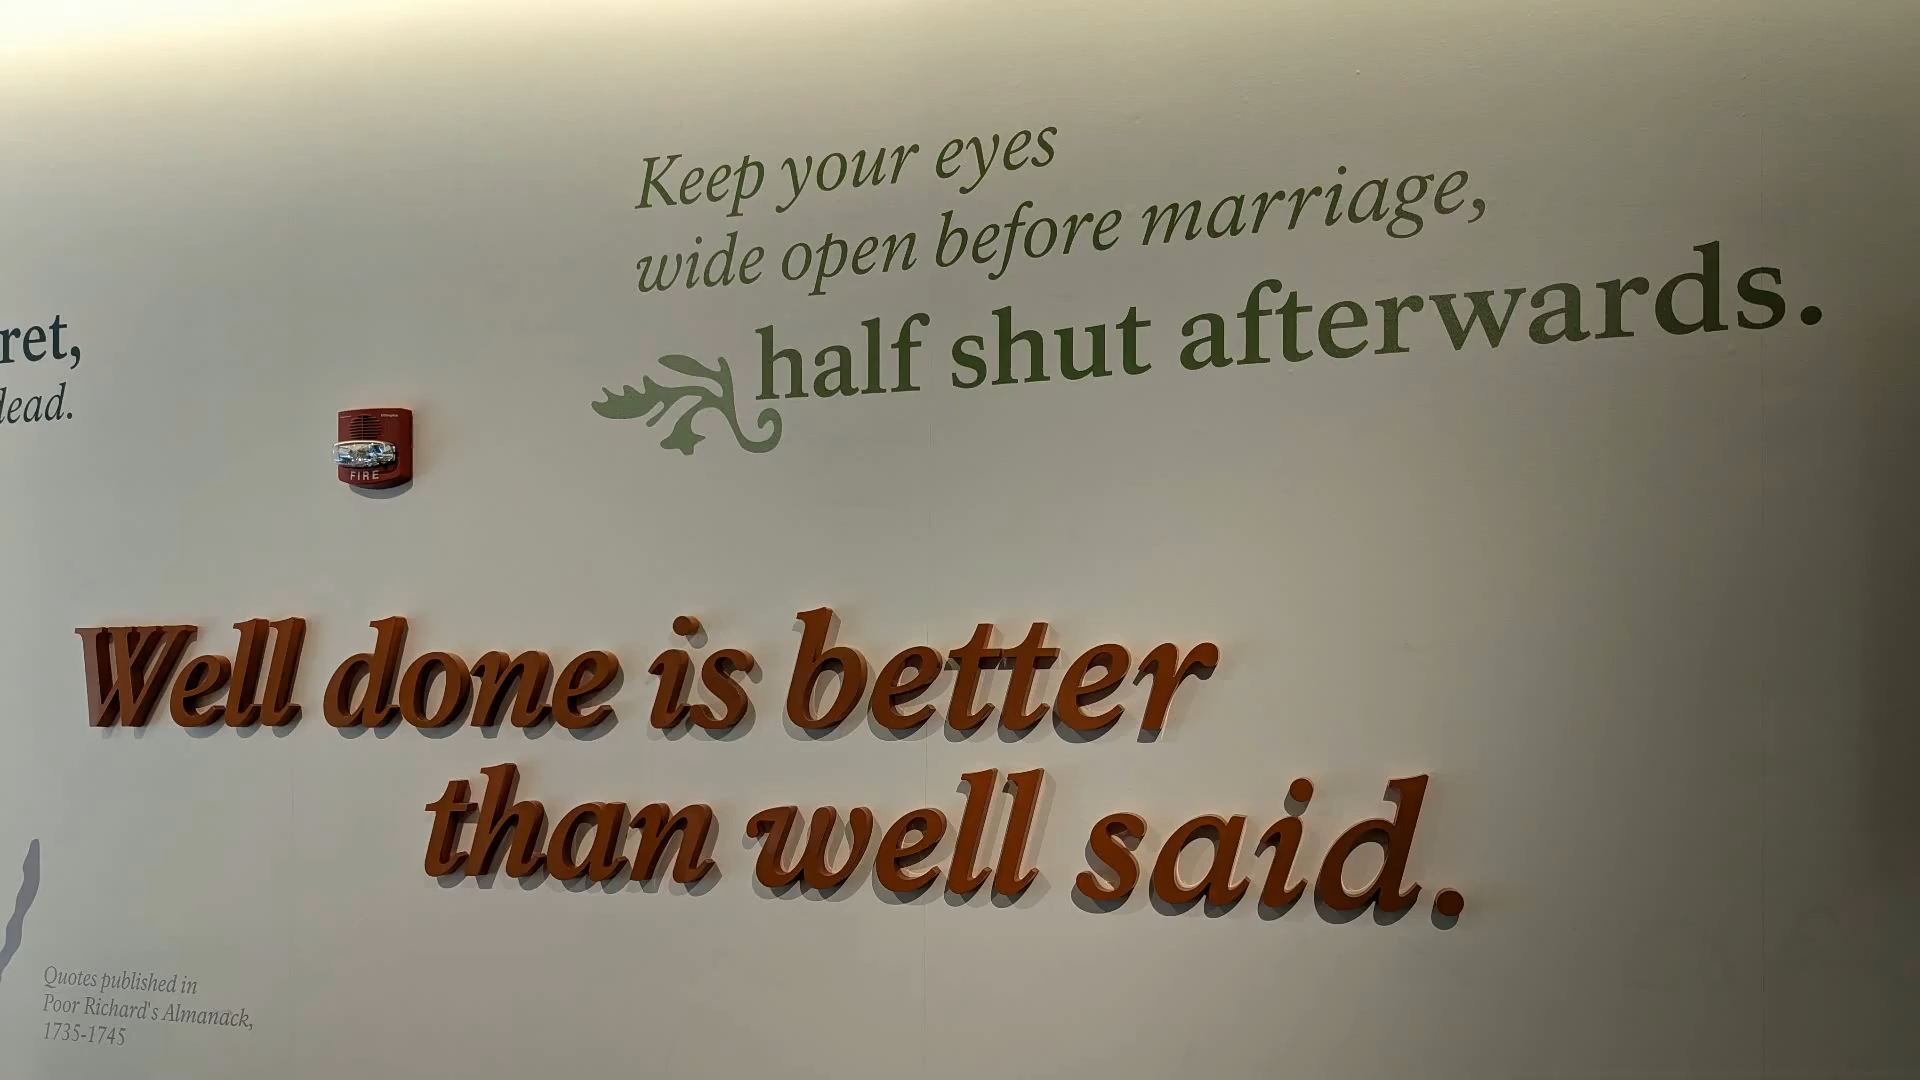 Keep your eyes
wide open before marriage,
half shut afterwards.
ret,
lead.
FIRE
Well done is better
than well said.
Quotes published in
Poor Richard's Almanack,
1735-1745